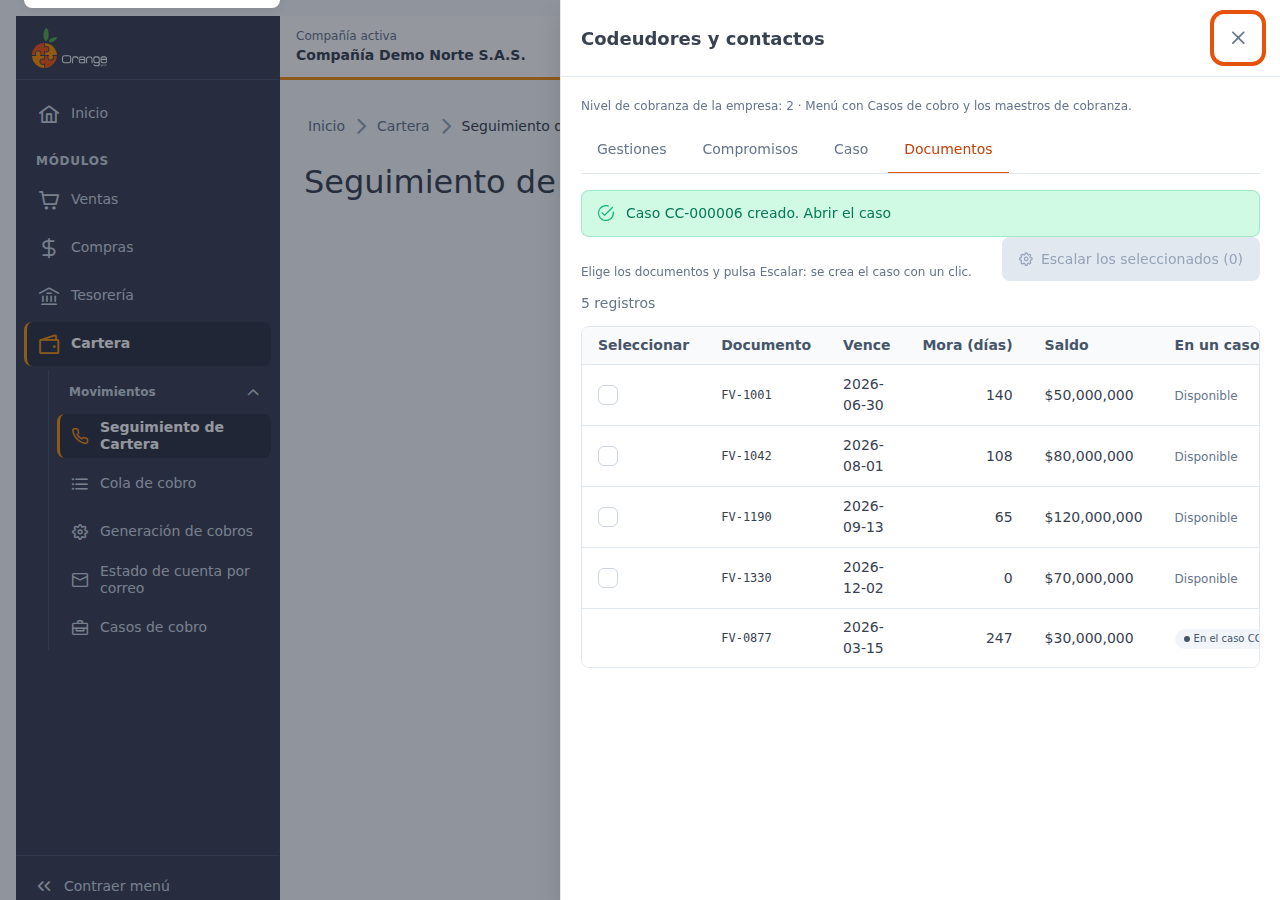 Orange
Inicio
MÓDULOS
Ventas
Compras
Tesorería
Cartera
Movimientos
Seguimiento de
Cartera
Cola de cobro
Generación de cobros
Estado de cuenta por
correo
Casos de cobro
Contraer menú
Compañía activa
Compañía Demo Norte S.A.S.
Inicio Cartera Seguimiento d
Seguimiento de
Codeudores y contactos
Nivel de cobranza de la empresa: 2 · Menú con Casos de cobro y los maestros de cobranza.
Gestiones Compromisos Caso Documentos
Caso CC-000006 creado. Abrir el caso
Elige los documentos y pulsa Escalar: se crea el caso con un clic.
Escalar los seleccionados (0)
5 registros
Seleccionar Documento Vence Mora (días) Saldo En un caso
FV-1001 2026-06-30 140 $50,000,000 Disponible
FV-1042 2026-08-01 108 $80,000,000 Disponible
FV-1190 2026-09-13 65 $120,000,000 Disponible
FV-1330 2026-12-02 0 $70,000,000 Disponible
FV-0877 2026-03-15 247 $30,000,000 En el caso CC